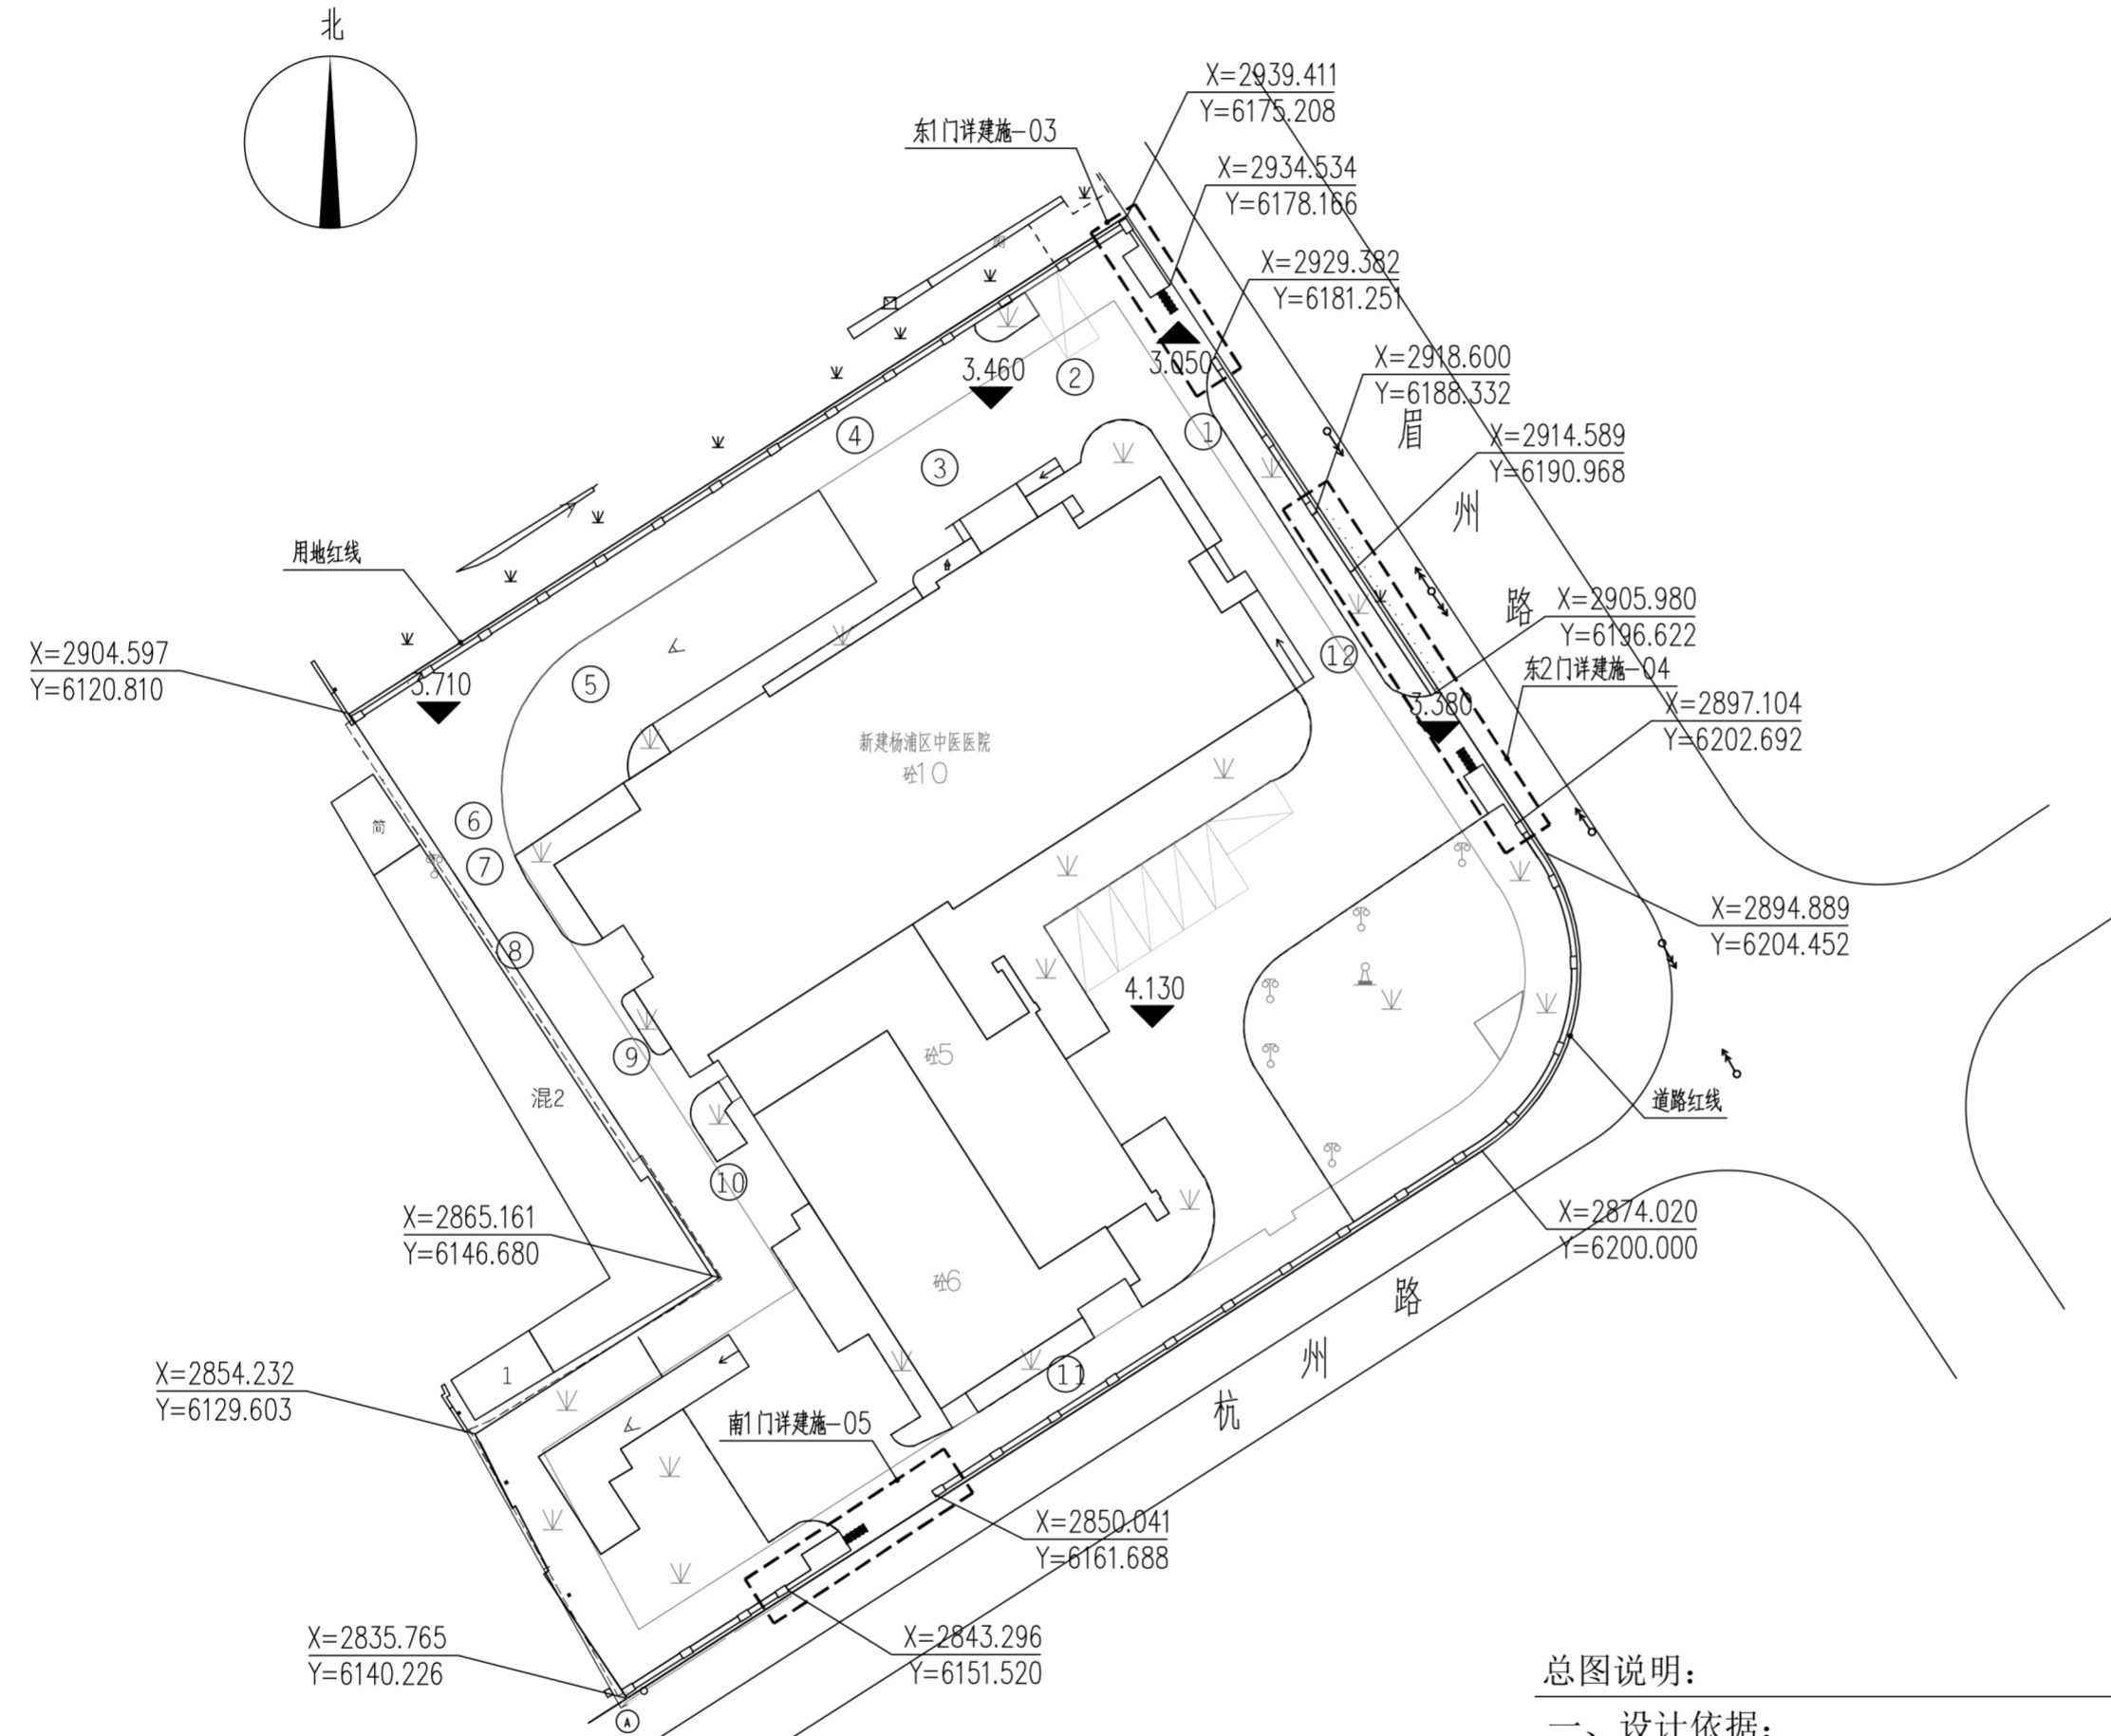 北
X=2939.411
Y=6175.208
东1门详建施-03
X=2934.534
Y=6178.166
X=2929.382
Y=6181.251
X=2918.600
Y=6188.332
X=2914.589
Y=6190.968
眉
州
路
3.460
3.050
①
②
③
④
⑤
用地红线
X=2904.597
Y=6120.810
3.710
X=2905.980
Y=6196.622
东2门详建施-04
X=2897.104
Y=6202.692
3.380
⑫
新建杨浦区中医医院
砼10
简
⑥
⑦
⑧
X=2894.889
Y=6204.452
4.130
砼5
⑨
混2
道路红线
⑩
X=2865.161
Y=6146.680
X=2874.020
Y=6200.000
砼6
路
州
杭
⑪
1
X=2854.232
Y=6129.603
南1门详建施-05
X=2850.041
Y=6161.688
X=2843.296
Y=6151.520
X=2835.765
Y=6140.226
A
总图说明:
一、设计依据: